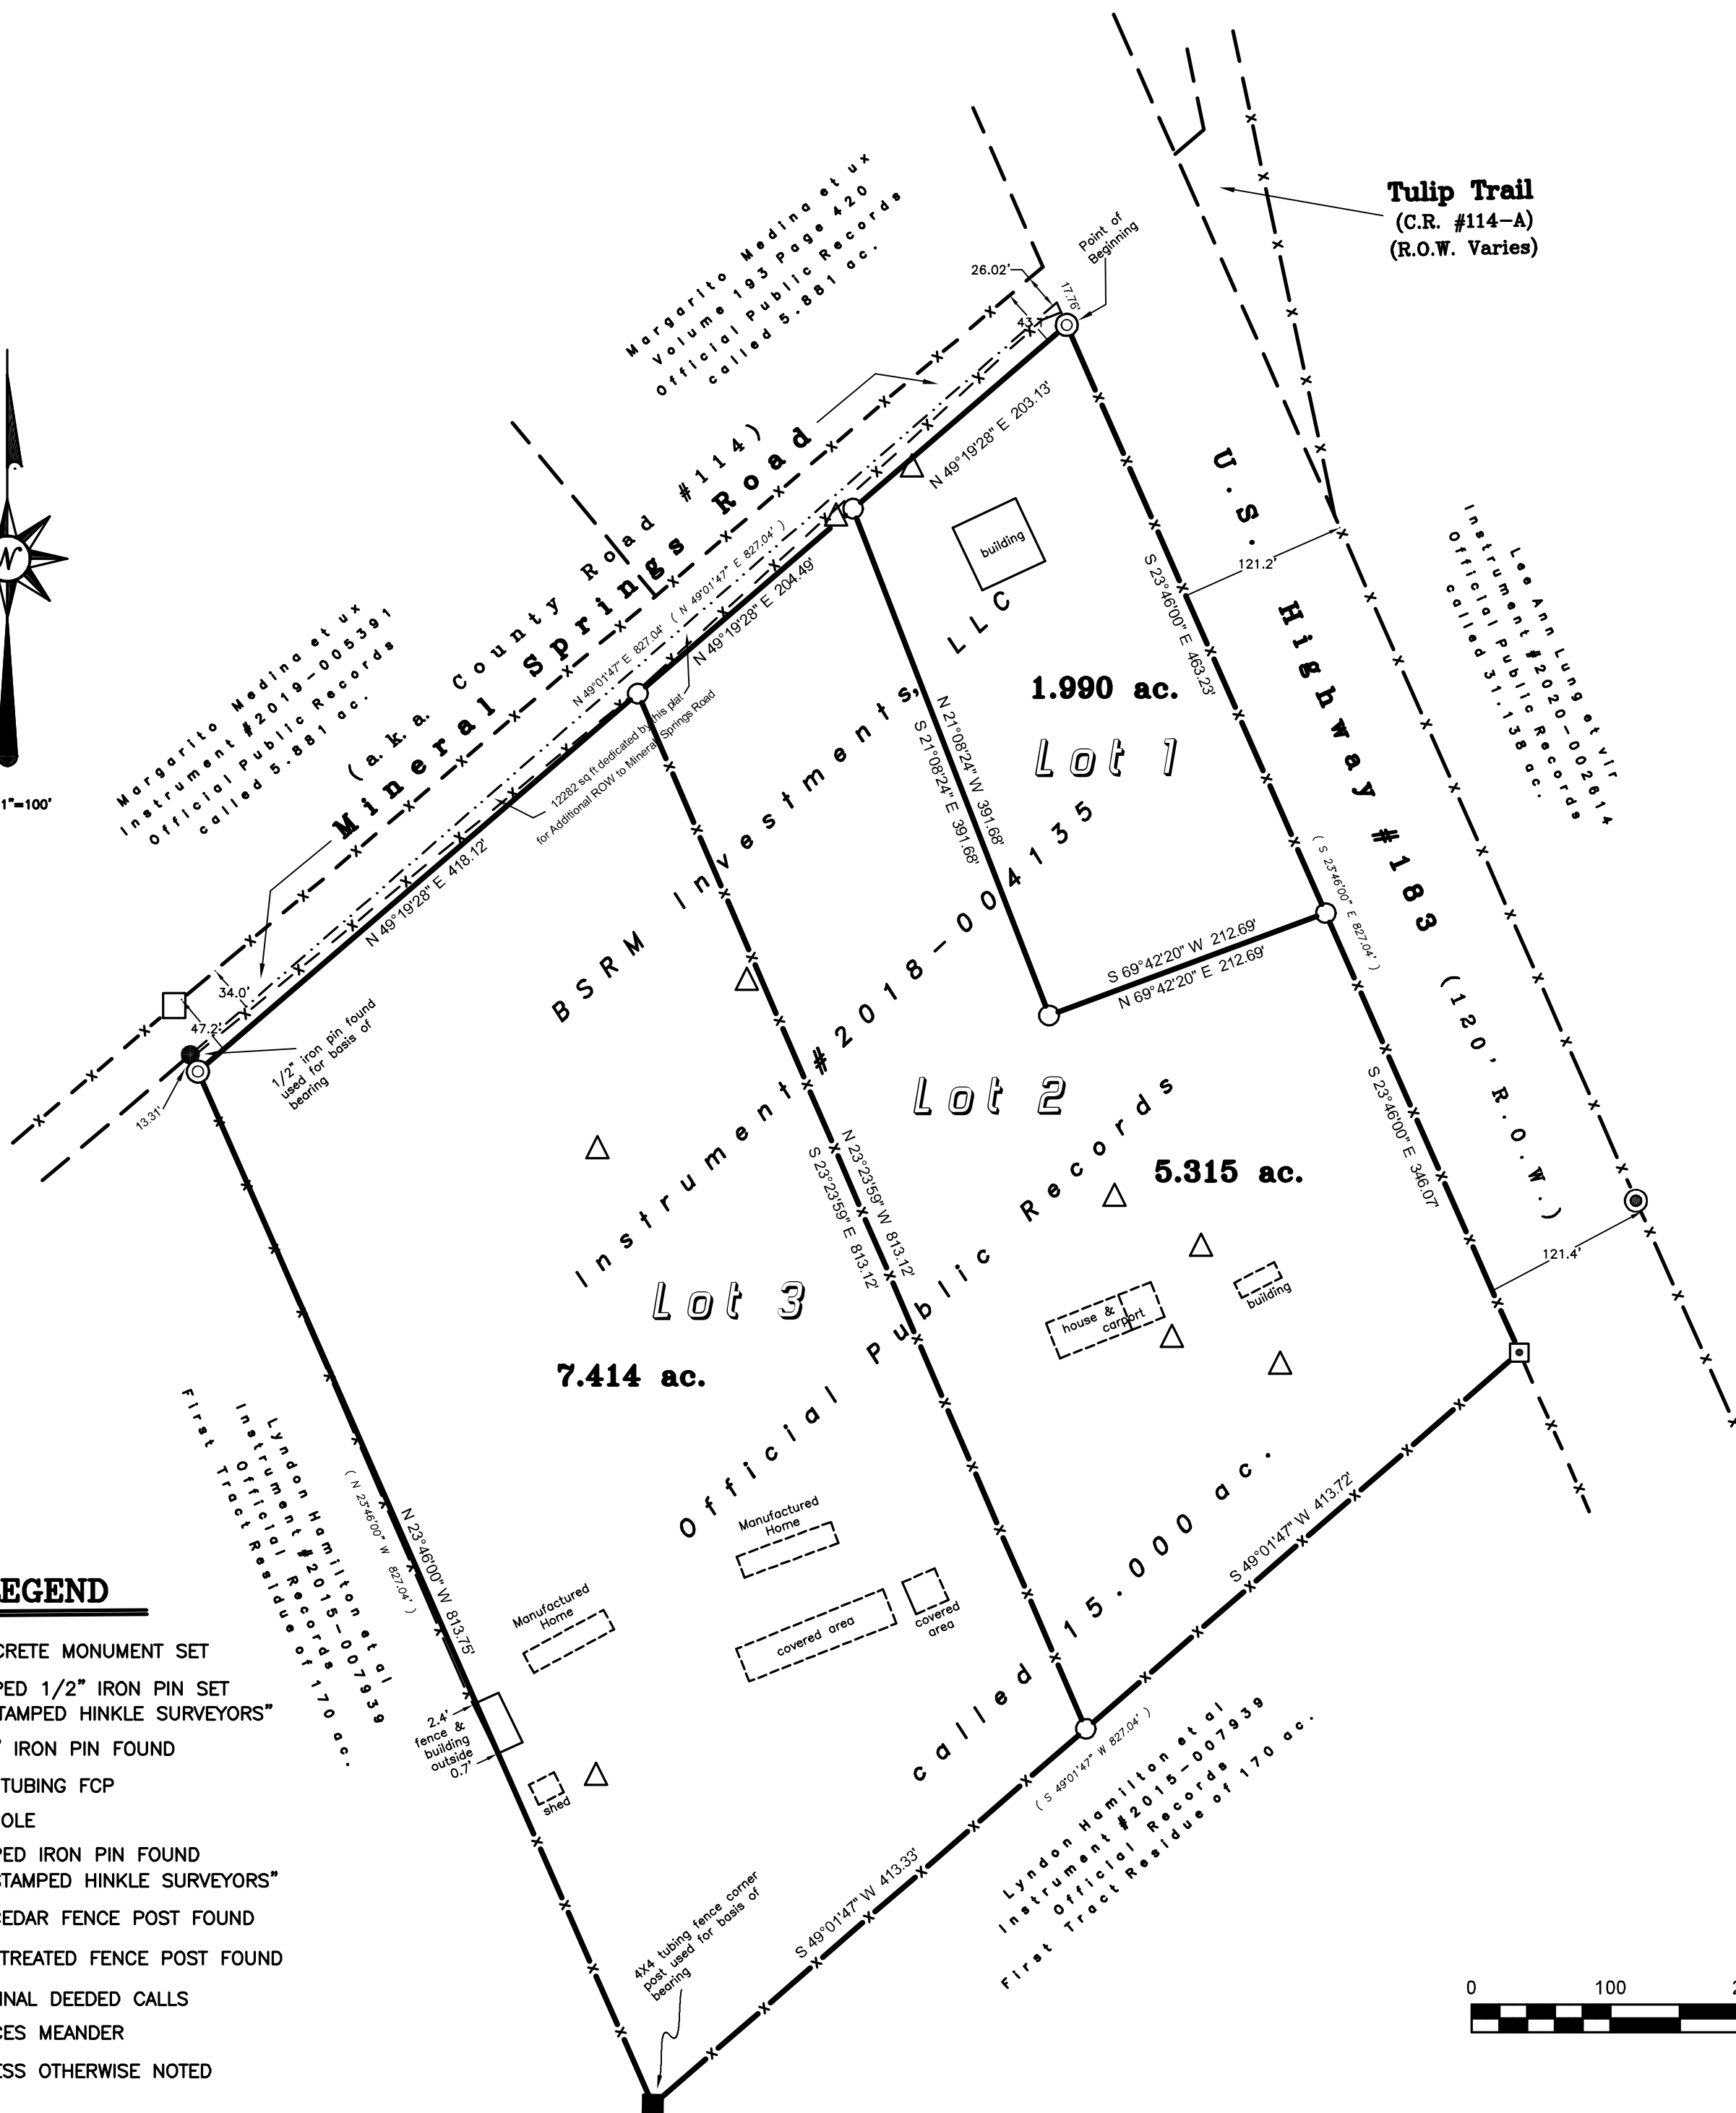 Tulip Trail
(C.R. #114-A)
(R.O.W. Varies)
Margarito Medina et ux
Volume 193 Page 420
Official Public Records
called 5.881 ac.
Point of
Beginning
26.02'
17.76'
N 49°19'28" E 203.13'
building
U.S. Highway #183 (120' R.O.W.)
121.2'
S 23°46'00" E 463.23'
Lee Ann Lung et vir
Instrument #2020-002614
Official Public Records
called 31.138 ac.
(a.k.a. County Road #114)
Mineral Springs Road
N 49°01'47" E 827.04'
( N 49°01'47" E 827.04' )
N 49°19'28" E 204.49'
12282 sq ft dedicated by this plat
for Additional ROW to Mineral Springs Road
Margarito Medina et ux
Instrument #2019-005391
Official Public Records
called 5.881 ac.
N
1"=100'
N 49°19'28" E 418.12'
34.0'
47.2'
13.31'
1/2" iron pin found
used for basis of
bearing
BSRM Investments, LLC
Instrument #2018-004135
Official Public Records
called 15.000 ac.
1.990 ac.
Lot 1
N 21°08'24" W 391.68'
S 21°08'24" E 391.68'
S 69°42'20" W 212.69'
N 69°42'20" E 212.69'
( S 23°46'00" E 827.04' )
S 23°46'00" E 346.07'
121.4'
Lot 2
5.315 ac.
house &
carport
building
N 23°23'59" W 813.12'
S 23°23'59" E 813.12'
Lot 3
7.414 ac.
Lyndon Hamilton et al
Instrument #2015-007939
Official Records
First Tract Residue of 170 ac.
( N 23°46'00" W 827.04' )
N 23°46'00" W 813.75'
Manufactured
Home
Manufactured
Home
covered area
covered
area
2.4'
fence &
building
outside
0.7'
shed
S 49°01'47" W 413.72'
( S 49°01'47" W 827.04' )
S 49°01'47" W 413.33'
Lyndon Hamilton et al
Instrument #2015-007939
Official Records
First Tract Residue of 170 ac.
4X4 tubing fence corner
post used for basis of
bearing
0 100
LEGEND
CRETE MONUMENT SET
PED 1/2" IRON PIN SET
TAMPED HINKLE SURVEYORS"
" IRON PIN FOUND
TUBING FCP
OLE
PED IRON PIN FOUND
STAMPED HINKLE SURVEYORS"
CEDAR FENCE POST FOUND
TREATED FENCE POST FOUND
INAL DEEDED CALLS
CES MEANDER
ESS OTHERWISE NOTED